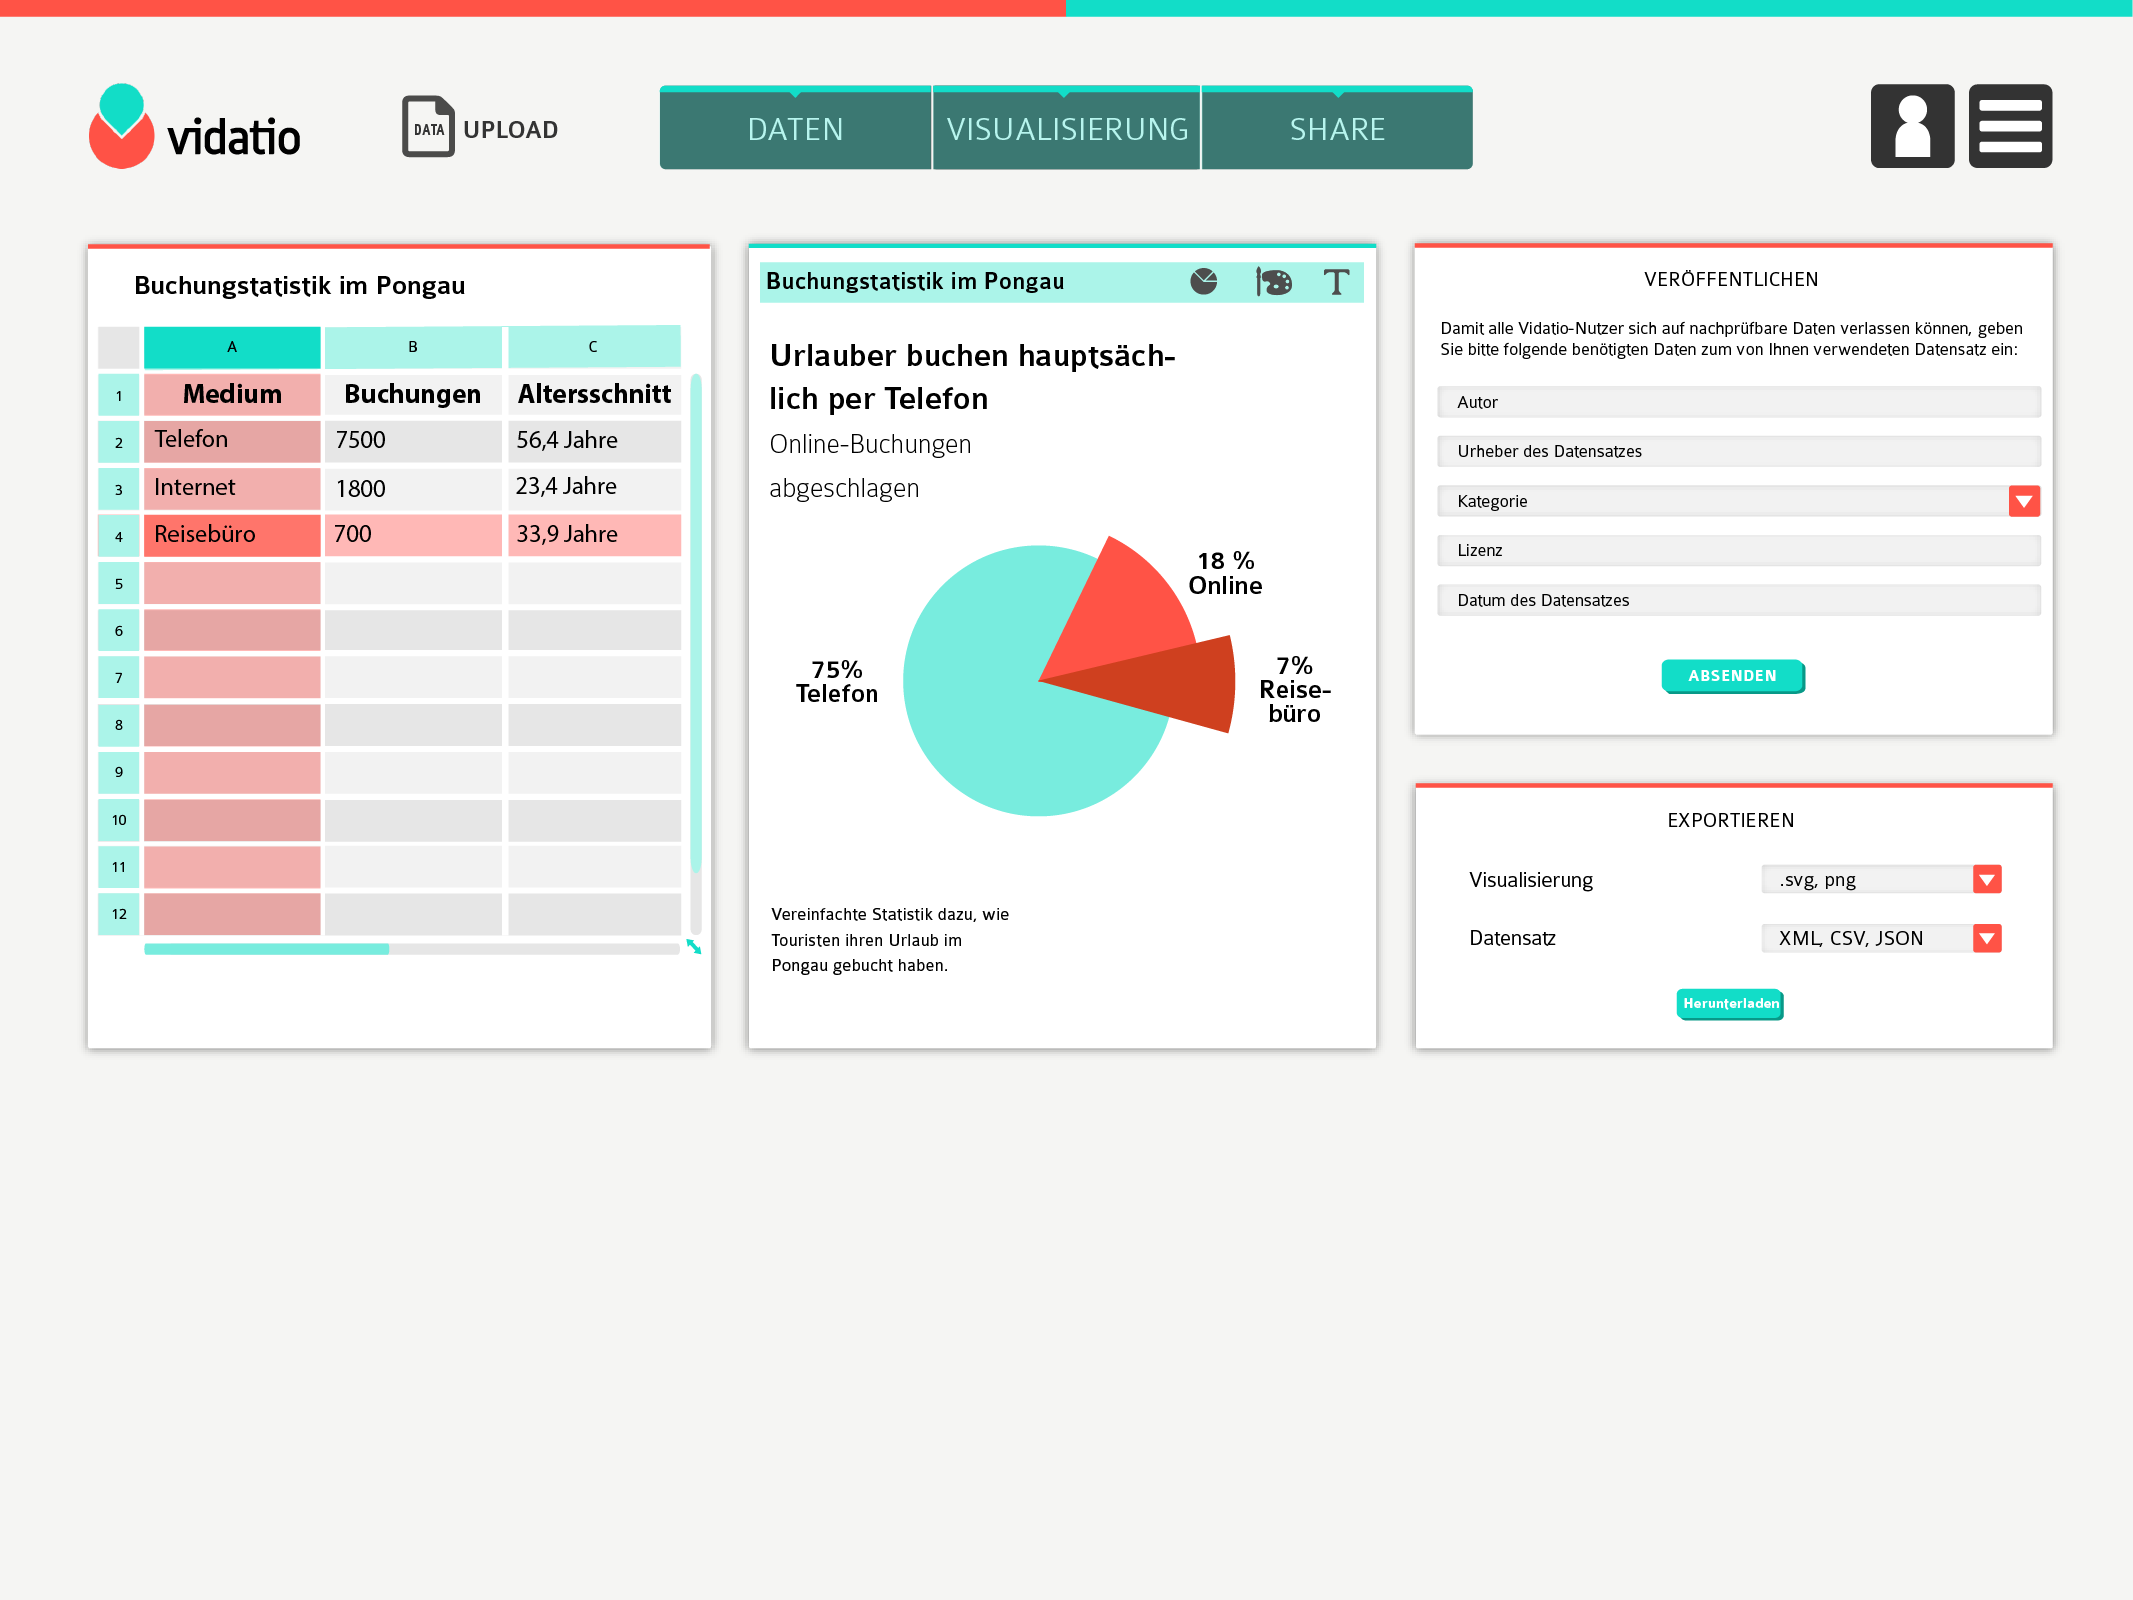 vidatio
DATA
UPLOAD
DATEN
VISUALISIERUNG
SHARE
Buchungstatistik im Pongau
A B C
1 Medium Buchungen Altersschnitt
2 Telefon 7500 56,4 Jahre
3 Internet 1800 23,4 Jahre
4 Reisebüro 700 33,9 Jahre
5
6
7
8
9
10
11
12
Buchungstatistik im Pongau
T
Urlauber buchen hauptsäch-
lich per Telefon
Online-Buchungen
abgeschlagen
18 %
Online
75%
Telefon
7%
Reise-
büro
Vereinfachte Statistik dazu, wie
Touristen ihren Urlaub im
Pongau gebucht haben.
VERÖFFENTLICHEN
Damit alle Vidatio-Nutzer sich auf nachprüfbare Daten verlassen können, geben
Sie bitte folgende benötigten Daten zum von Ihnen verwendeten Datensatz ein:
Autor
Urheber des Datensatzes
Kategorie
Lizenz
Datum des Datensatzes
ABSENDEN
EXPORTIEREN
Visualisierung .svg, png
Datensatz XML, CSV, JSON
Herunterladen